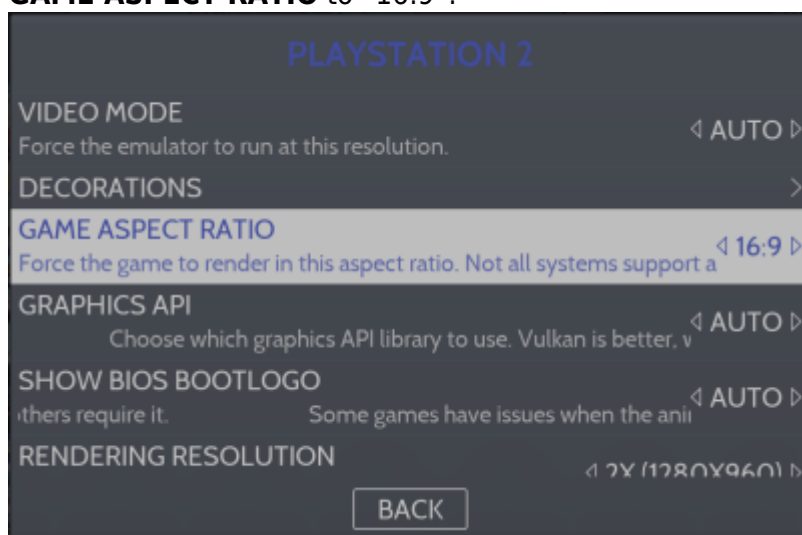 GAME ASPECT RATIO to "16:9".
PLAYSTATION 2
VIDEO MODE
Force the emulator to run at this resolution.
AUTO
DECORATIONS
GAME ASPECT RATIO
Force the game to render in this aspect ratio. Not all systems support a
16:9
GRAPHICS API
Choose which graphics API library to use. Vulkan is better, v
AUTO
SHOW BIOS BOOTLOGO
thers require it. Some games have issues when the ani
AUTO
RENDERING RESOLUTION
2X (1280X960)
BACK